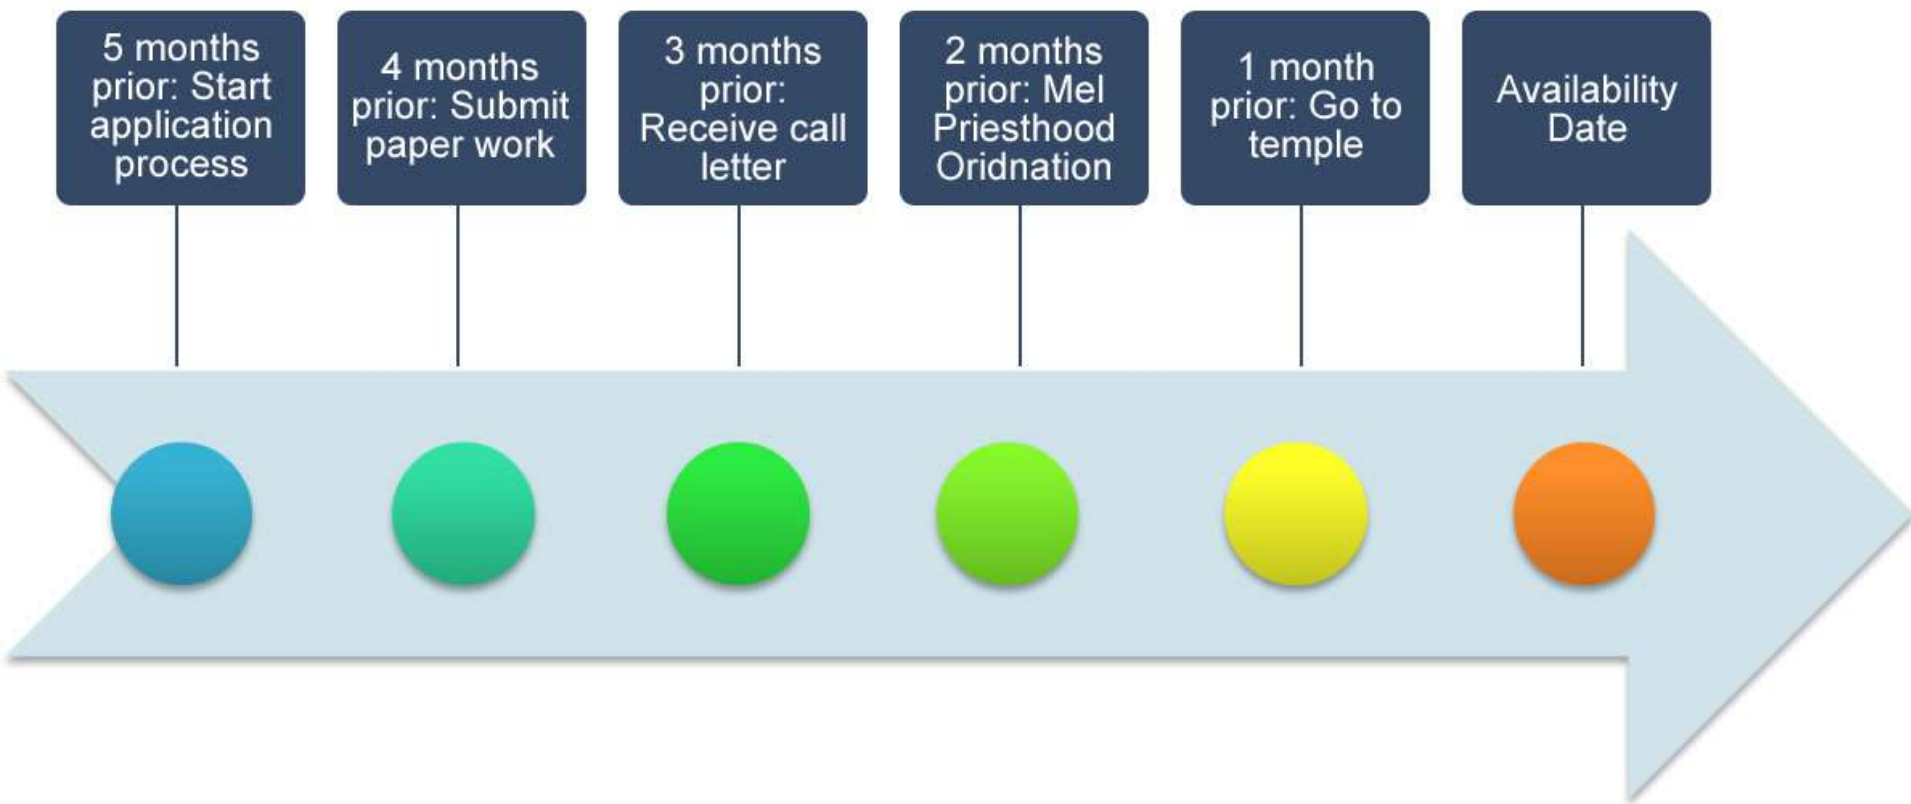 5 months
prior: Start
application
process
4 months
prior: Submit
paper work
3 months
prior:
Receive call
letter
2 months
prior: Mel
Priesthood
Oridnation
1 month
prior: Go to
temple
Availability
Date